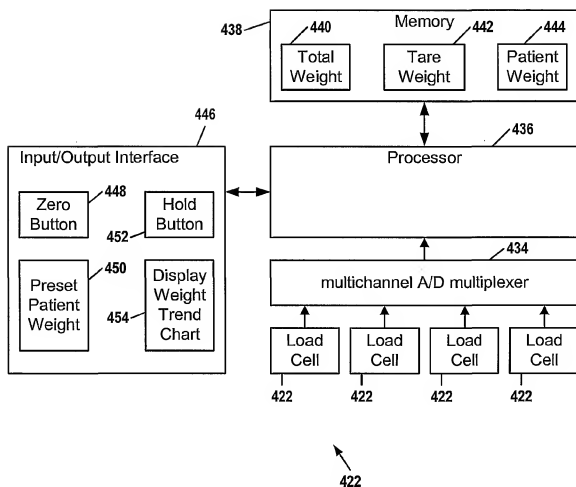 438
Memory
440
442
444
Total
Weight
Tare
Weight
Patient
Weight
446
436
Input/Output Interface
Processor
Zero
Button
448
452
Hold
Button
434
multichannel A/D multiplexer
Preset
Patient
Weight
450
454
Display
Weight
Trend
Chart
Load
Cell
Load
Cell
Load
Cell
Load
Cell
422
422
422
422
422